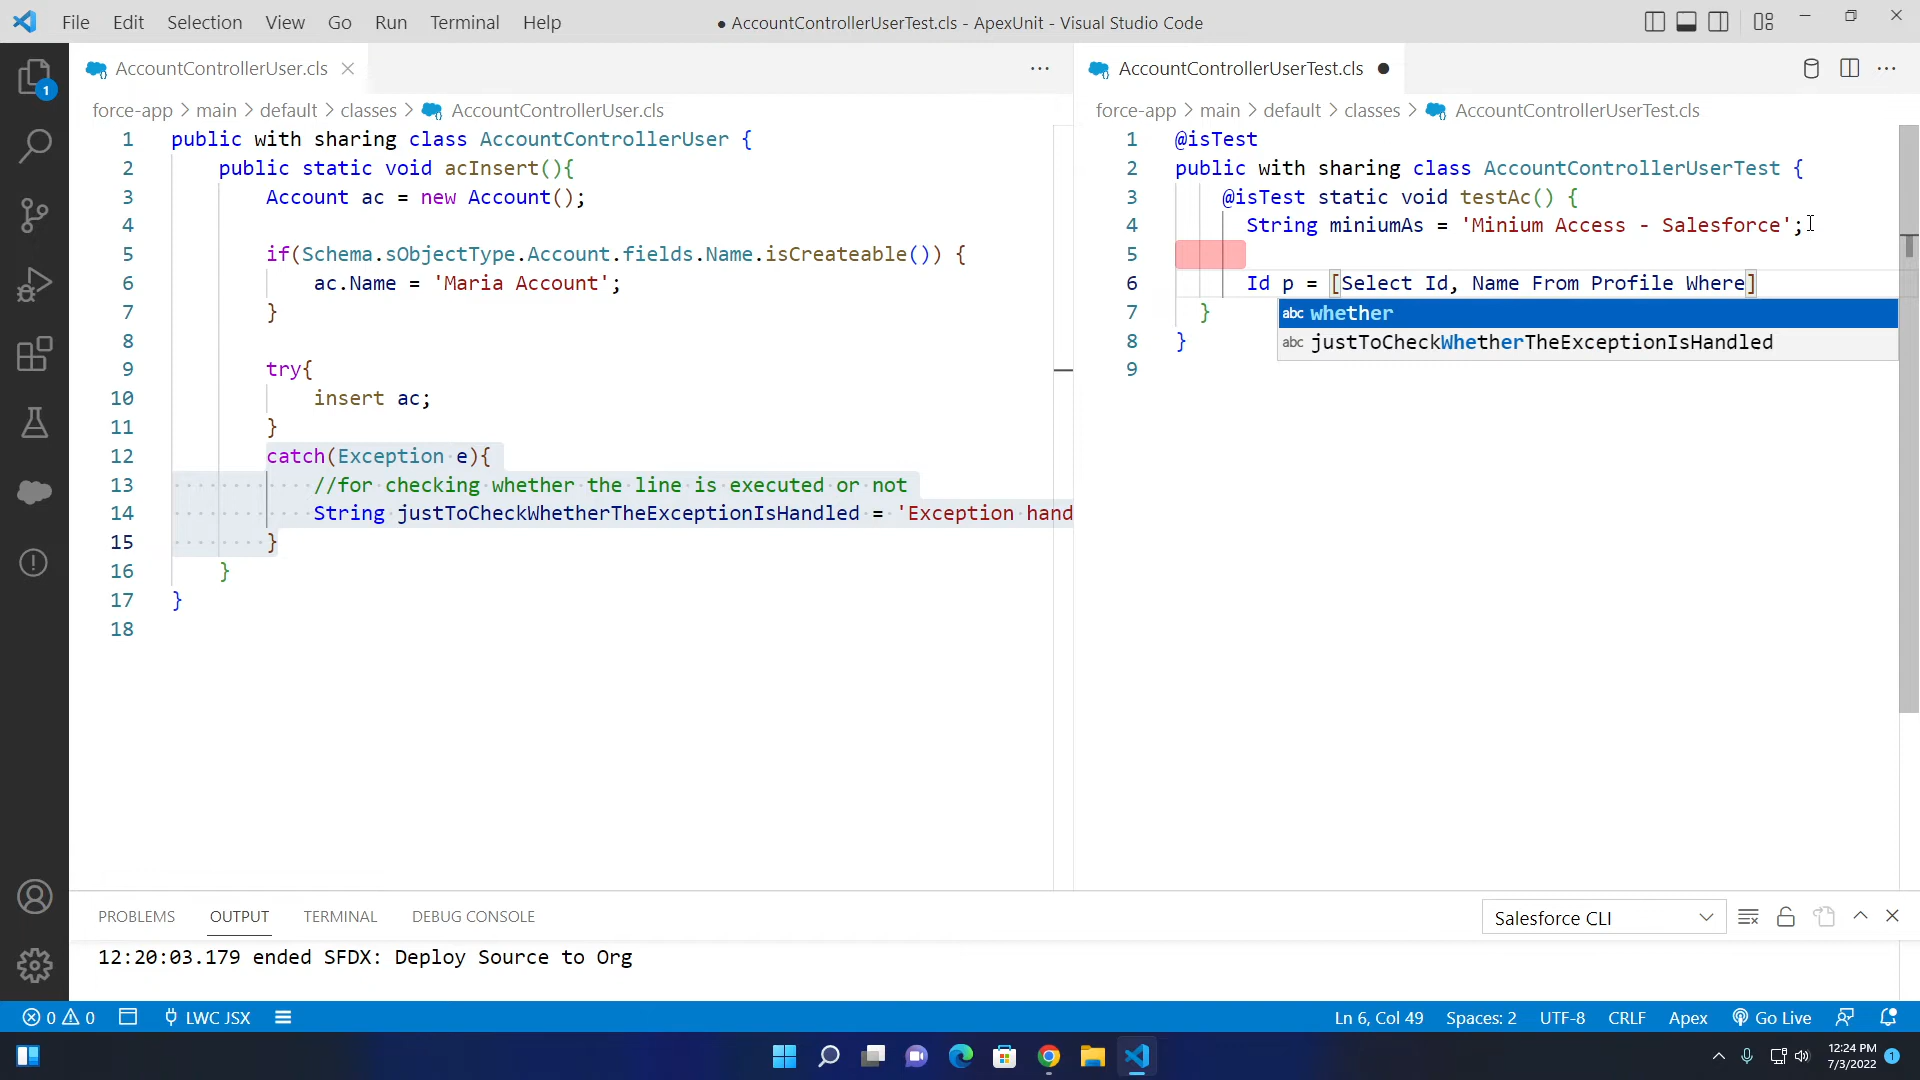 File Edit Selection View Go Run Terminal Help ● AccountControllerUserTest.cls - ApexUnit - Visual Studio Code
AccountControllerUser.cls
force-app > main > default > classes > AccountControllerUser.cls
1 public with sharing class AccountControllerUser {
2 public static void acInsert(){
3 Account ac = new Account();
4
5 if(Schema.sObjectType.Account.fields.Name.isCreateable()) {
6 ac.Name = 'Maria Account';
7 }
8
9 try{
10 insert ac;
11 }
12 catch(Exception e){
13 //for checking whether the line is executed or not
14 String justToCheckWhetherTheExceptionIsHandled = 'Exception hand
15 }
16 }
17 }
18
AccountControllerUserTest.cls ●
force-app > main > default > classes > AccountControllerUserTest.cls
1 @isTest
2 public with sharing class AccountControllerUserTest {
3 @isTest static void testAc() {
4 String miniumAs = 'Minium Access - Salesforce';
5
6 Id p = [Select Id, Name From Profile Where]
7 }
8 }
9
abc whether
abc justToCheckWhetherTheExceptionIsHandled
1
PROBLEMS OUTPUT TERMINAL DEBUG CONSOLE Salesforce CLI
12:20:03.179 ended SFDX: Deploy Source to Org
0 0 LWC JSX Ln 6, Col 49 Spaces: 2 UTF-8 CRLF Apex Go Live
12:24 PM
7/3/2022 1